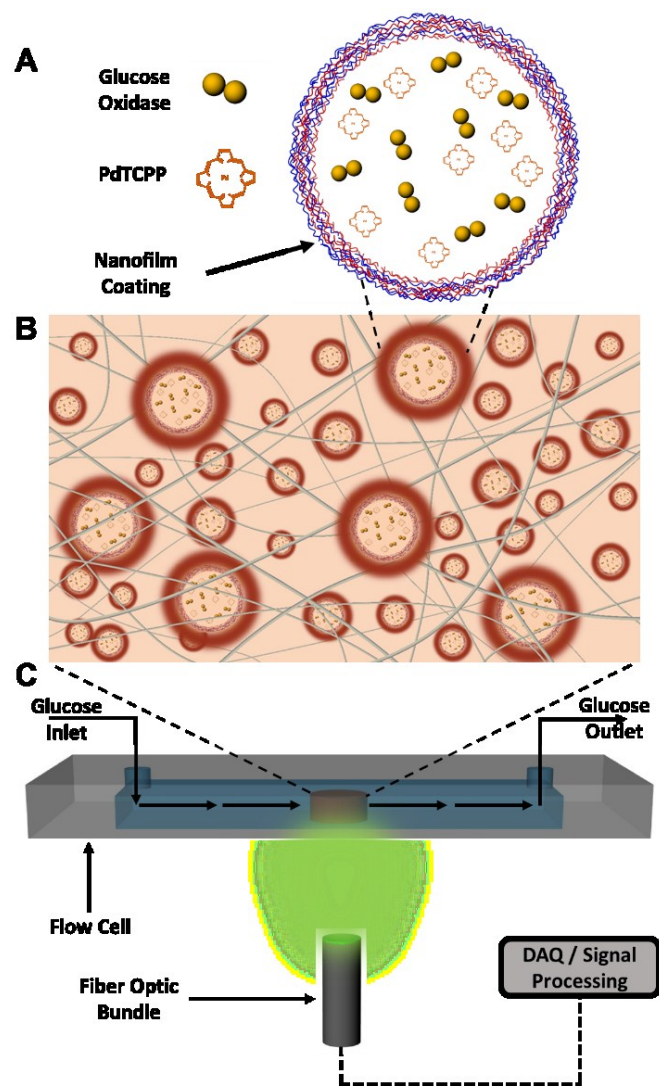 A
Glucose
Oxidase
PdTCPP
Nanofilm
Coating
B
C
Glucose
Inlet
Glucose
Outlet
Flow Cell
Fiber Optic
Bundle
DAQ / Signal
Processing